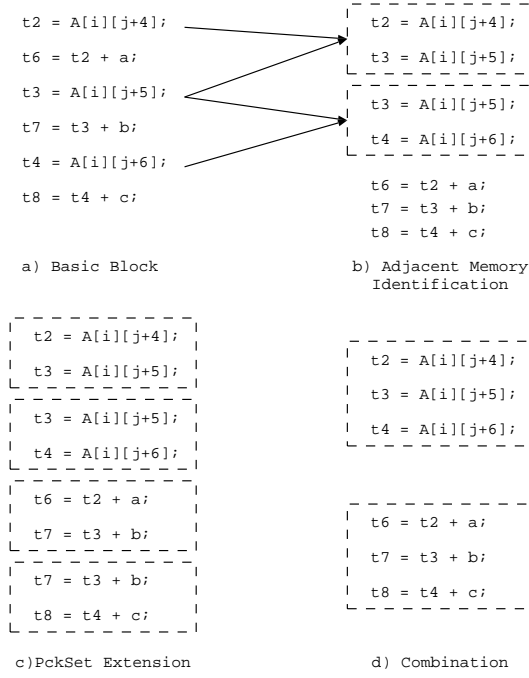 t2 = A[i][j+4];
t6 = t2 + a;
t3 = A[i][j+5];
t7 = t3 + b;
t4 = A[i][j+6];
t8 = t4 + c;
a) Basic Block
t2 = A[i][j+4];
t3 = A[i][j+5];
t3 = A[i][j+5];
t4 = A[i][j+6];
t6 = t2 + a;
t7 = t3 + b;
t8 = t4 + c;
b) Adjacent Memory
Identification
t2 = A[i][j+4];
t3 = A[i][j+5];
t3 = A[i][j+5];
t4 = A[i][j+6];
t6 = t2 + a;
t7 = t3 + b;
t7 = t3 + b;
t8 = t4 + c;
c)PckSet Extension
t2 = A[i][j+4];
t3 = A[i][j+5];
t4 = A[i][j+6];
t6 = t2 + a;
t7 = t3 + b;
t8 = t4 + c;
d) Combination